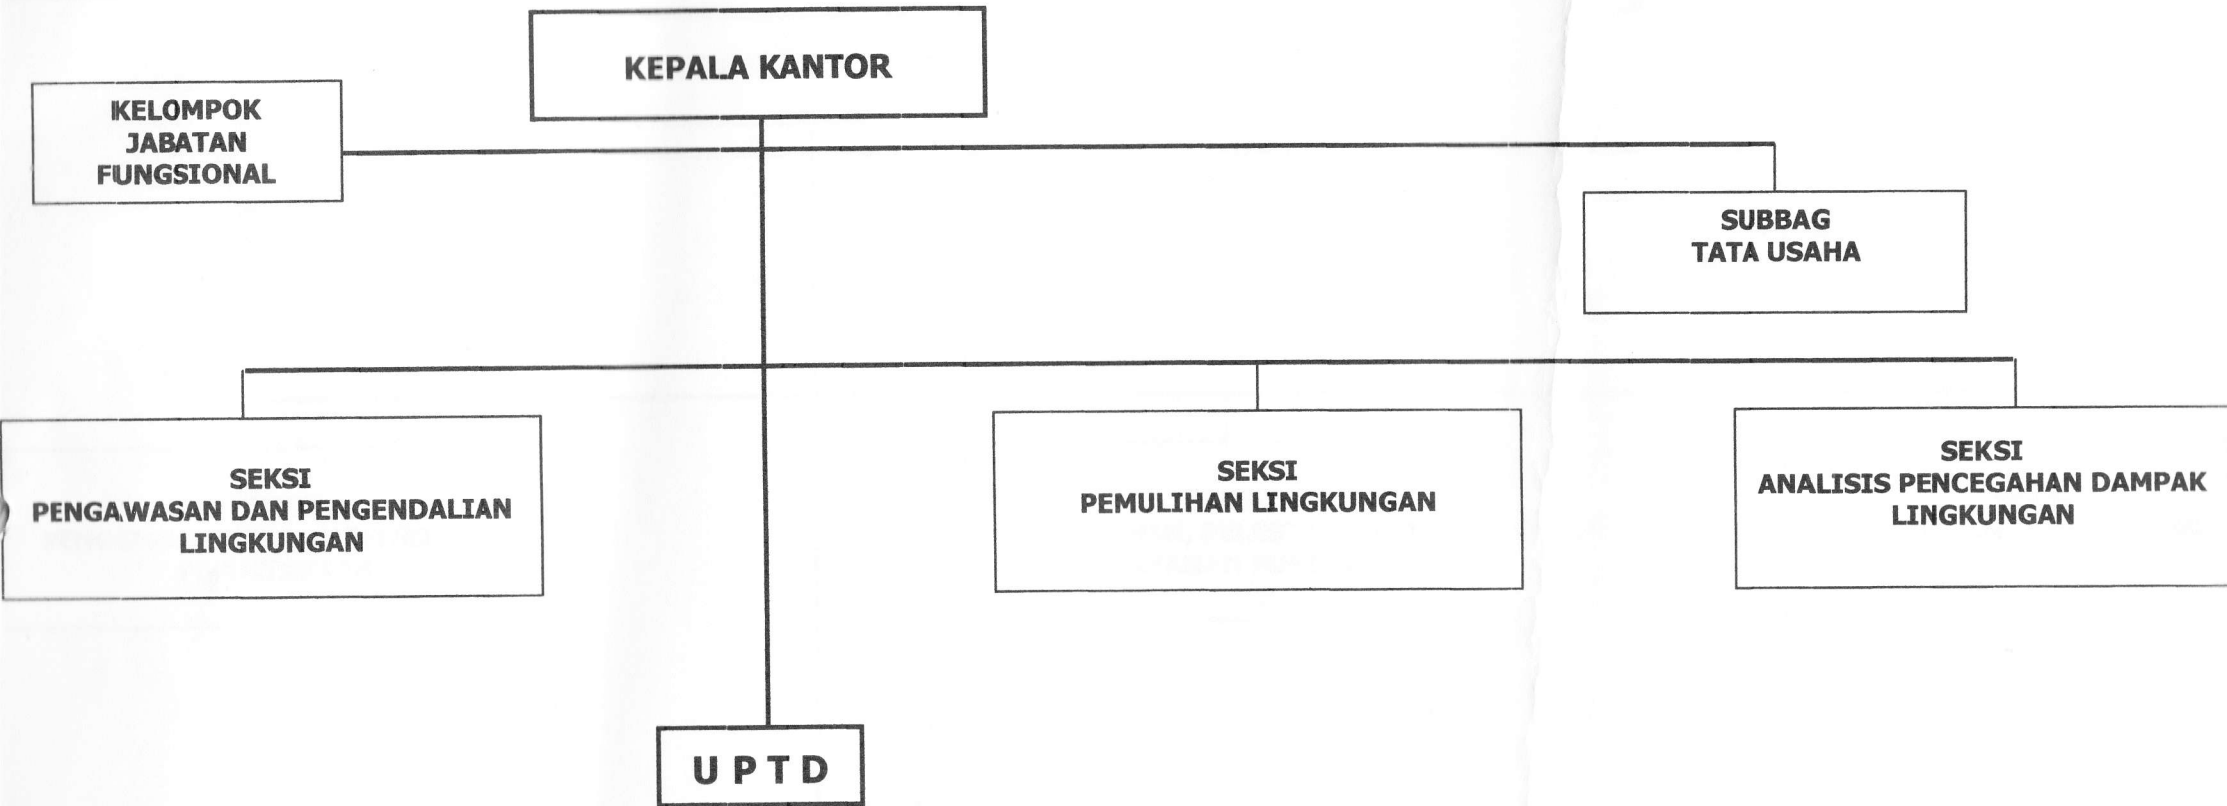 KEPALA KANTOR
KELOMPOK
JABATAN
FUNGSIONAL
SUBBAG
TATA USAHA
SEKSI
PENGAWASAN DAN PENGENDALIAN
LINGKUNGAN
SEKSI
PEMULIHAN LINGKUNGAN
SEKSI
ANALISIS PENCEGAHAN DAMPAK
LINGKUNGAN
U P T D